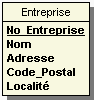 Entreprise
No_Entreprise
Nom
Adresse
Code_Postal
Localité